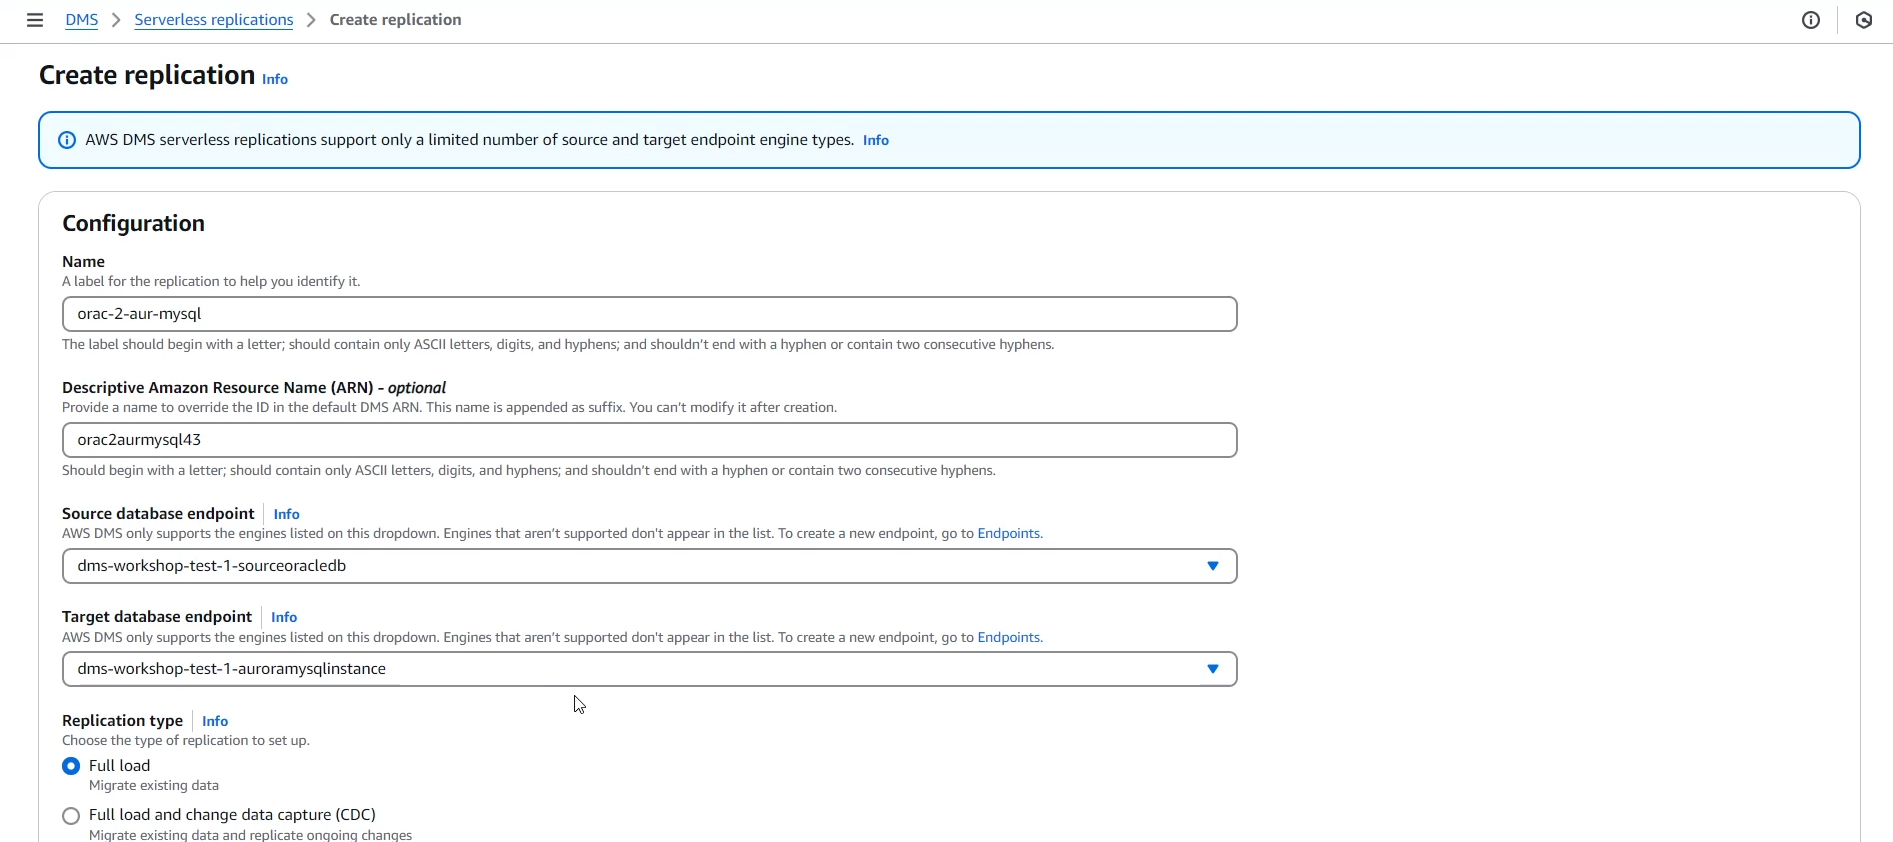 DMS > Serverless replications > Create replication
Create replication Info
AWS DMS serverless replications support only a limited number of source and target endpoint engine types. Info
Configuration
Name
A label for the replication to help you identify it.
orac-2-aur-mysql
The label should begin with a letter; should contain only ASCII letters, digits, and hyphens; and shouldn't end with a hyphen or contain two consecutive hyphens.
Descriptive Amazon Resource Name (ARN) - optional
Provide a name to override the ID in the default DMS ARN. This name is appended as suffix. You can't modify it after creation.
orac2aurmysql43
Should begin with a letter; should contain only ASCII letters, digits, and hyphens; and shouldn't end with a hyphen or contain two consecutive hyphens.
Source database endpoint Info
AWS DMS only supports the engines listed on this dropdown. Engines that aren't supported don't appear in the list. To create a new endpoint, go to Endpoints.
dms-workshop-test-1-sourceoracledb
Target database endpoint Info
AWS DMS only supports the engines listed on this dropdown. Engines that aren't supported don't appear in the list. To create a new endpoint, go to Endpoints.
dms-workshop-test-1-auroramysqlinstance
Replication type Info
Choose the type of replication to set up.
Full load
Migrate existing data
Full load and change data capture (CDC)
Migrate existing data and replicate ongoing changes